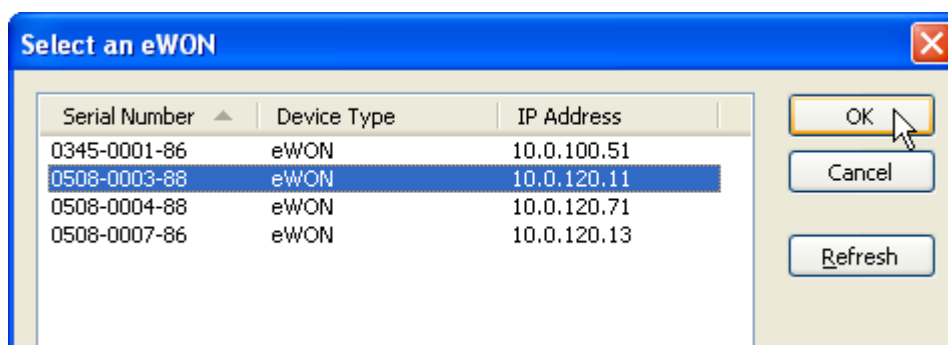 Select an eWON
Serial Number Device Type IP Address
0345-0001-86 eWON 10.0.100.51
0508-0003-88 eWON 10.0.120.11
0508-0004-88 eWON 10.0.120.71
0508-0007-86 eWON 10.0.120.13
OK
Cancel
Refresh